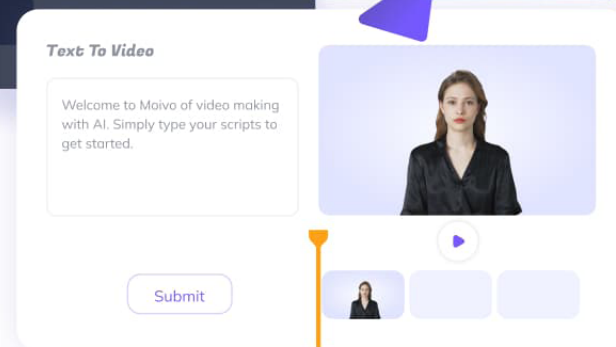 Text To Video
Welcome to Moivo of video making
with AI. Simply type your scripts to
get started.
Submit